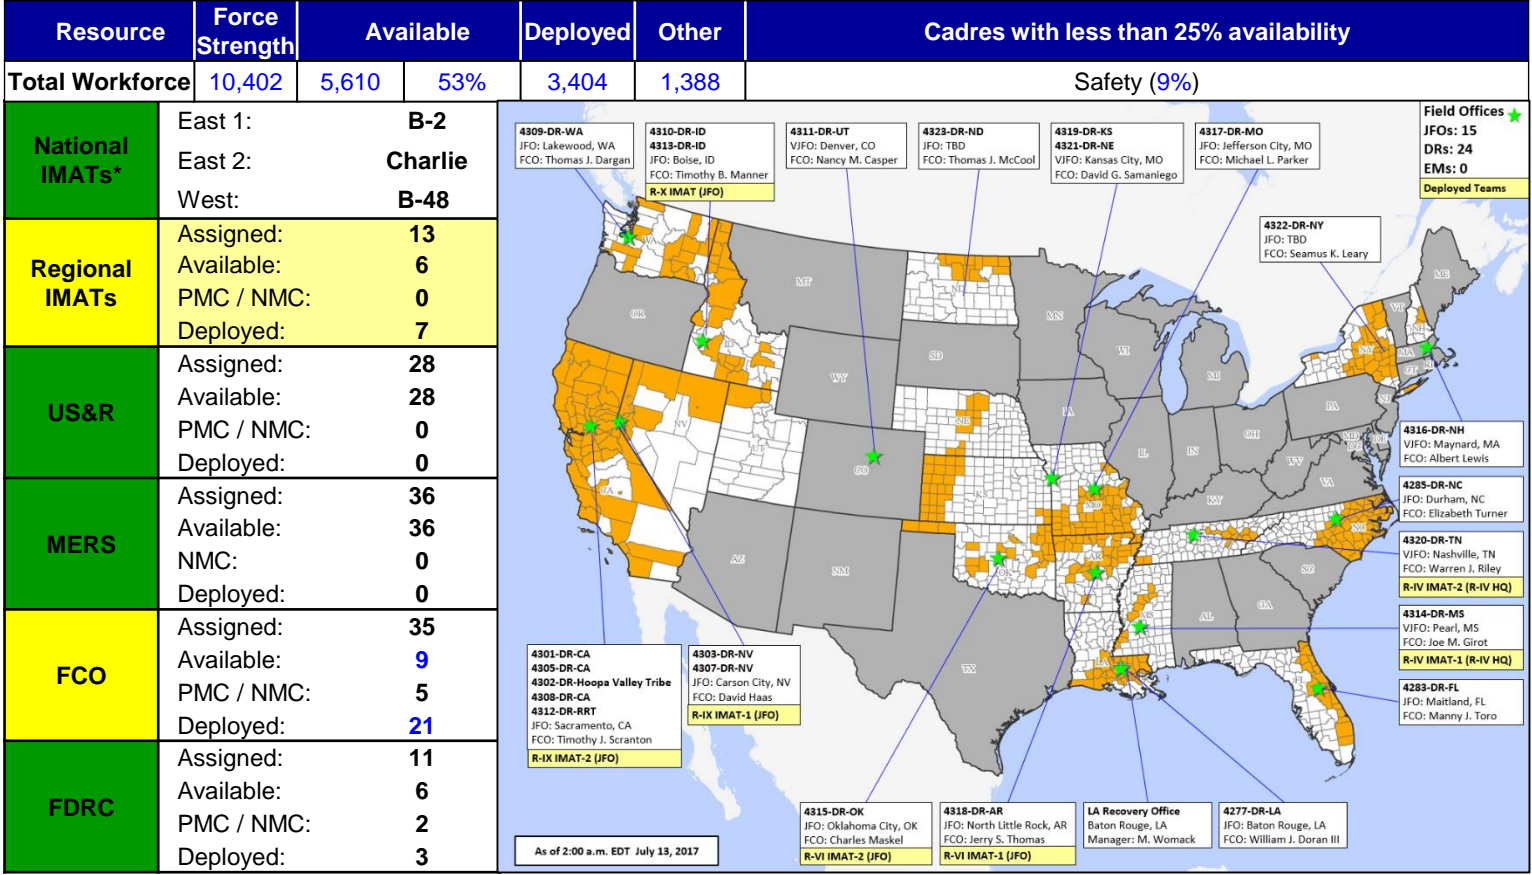 Resource Force Strength Available Deployed Other Cadres with less than 25% availability
Total Workforce 10,402 5,610 53% 3,404 1,388 Safety (9%)
National IMATs*
East 1: B-2
East 2: Charlie
West: B-48
Regional IMATs
Assigned: 13
Available: 6
PMC / NMC: 0
Deployed: 7
US&R
Assigned: 28
Available: 28
PMC / NMC: 0
Deployed: 0
MERS
Assigned: 36
Available: 36
NMC: 0
Deployed: 0
FCO
Assigned: 35
Available: 9
PMC / NMC: 5
Deployed: 21
FDRC
Assigned: 11
Available: 6
PMC / NMC: 2
Deployed: 3
4309-DR-WA
JFO: Lakewood, WA
FCO: Thomas J. Dargan
4310-DR-ID
4313-DR-ID
JFO: Boise, ID
FCO: Timothy B. Manner
R-X IMAT (JFO)
4311-DR-UT
VJFO: Denver, CO
FCO: Nancy M. Casper
4323-DR-ND
JFO: TBD
FCO: Thomas J. McCool
4319-DR-KS
4321-DR-NE
VJFO: Kansas City, MO
FCO: David G. Samaniego
4317-DR-MO
JFO: Jefferson City, MO
FCO: Michael L. Parker
Field Offices
JFOs: 15
DRs: 24
EMs: 0
Deployed Teams
4322-DR-NY
JFO: TBD
FCO: Seamus K. Leary
4316-DR-NH
VJFO: Maynard, MA
FCO: Albert Lewis
4285-DR-NC
JFO: Durham, NC
FCO: Elizabeth Turner
4320-DR-TN
VJFO: Nashville, TN
FCO: Warren J. Riley
R-IV IMAT-2 (R-IV HQ)
4314-DR-MS
VJFO: Pearl, MS
FCO: Joe M. Girot
R-IV IMAT-1 (R-IV HQ)
4283-DR-FL
JFO: Maitland, FL
FCO: Manny J. Toro
4301-DR-CA
4305-DR-CA
4302-DR-Hoopa Valley Tribe
4308-DR-CA
4312-DR-RRT
JFO: Sacramento, CA
FCO: Timothy J. Scranton
R-IX IMAT-2 (JFO)
4303-DR-NV
4307-DR-NV
JFO: Carson City, NV
FCO: David Haas
R-IX IMAT-1 (JFO)
4315-DR-OK
JFO: Oklahoma City, OK
FCO: Charles Maskel
R-VI IMAT-2 (JFO)
4318-DR-AR
JFO: North Little Rock, AR
FCO: Jerry S. Thomas
R-VI IMAT-1 (JFO)
LA Recovery Office
Baton Rouge, LA
Manager: M. Womack
4277-DR-LA
JFO: Baton Rouge, LA
FCO: William J. Doran III
As of 2:00 a.m. EDT July 13, 2017
WA
MT
ND
MN
ME
VT
NH
OR
ID
SD
WI
MI
NY
MA
CT
RI
WY
IA
PA
NJ
NE
NV
UT
CO
IL
IN
OH
MD
DC
DE
WV
VA
CA
KS
MO
KY
NC
AZ
NM
OK
AR
SC
MS
AL
GA
TX
LA